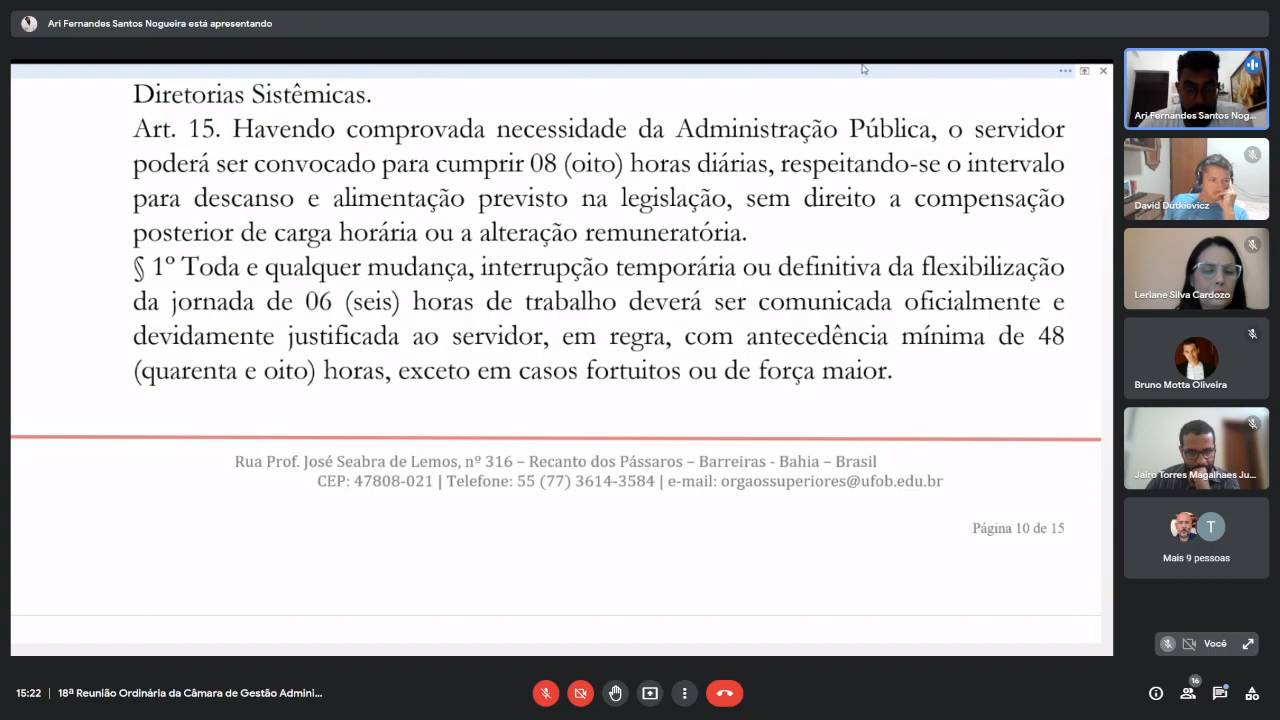 Ari Fernandes Santos Nogueira está apresentando
Diretorias Sistêmicas.
Art. 15. Havendo comprovada necessidade da Administração Pública, o servidor
poderá ser convocado para cumprir 08 (oito) horas diárias, respeitando-se o intervalo
para descanso e alimentação previsto na legislação, sem direito a compensação
posterior de carga horária ou a alteração remuneratória.
§ 1º Toda e qualquer mudança, interrupção temporária ou definitiva da flexibilização
da jornada de 06 (seis) horas de trabalho deverá ser comunicada oficialmente e
devidamente justificada ao servidor, em regra, com antecedência mínima de 48
(quarenta e oito) horas, exceto em casos fortuitos ou de força maior.
Rua Prof. José Seabra de Lemos, nº 316 – Recanto dos Pássaros – Barreiras - Bahia – Brasil
CEP: 47808-021 | Telefone: 55 (77) 3614-3584 | e-mail: orgaossuperiores@ufob.edu.br
Página 10 de 15
Ari Fernandes Santos Nog...
David Dutkievicz
Leriane Silva Cardozo
Bruno Motta Oliveira
Jairo Torres Magalhaes Ju...
T
Mais 9 pessoas
Você
15:22 | 18ª Reunião Ordinária da Câmara de Gestão Admini...
16